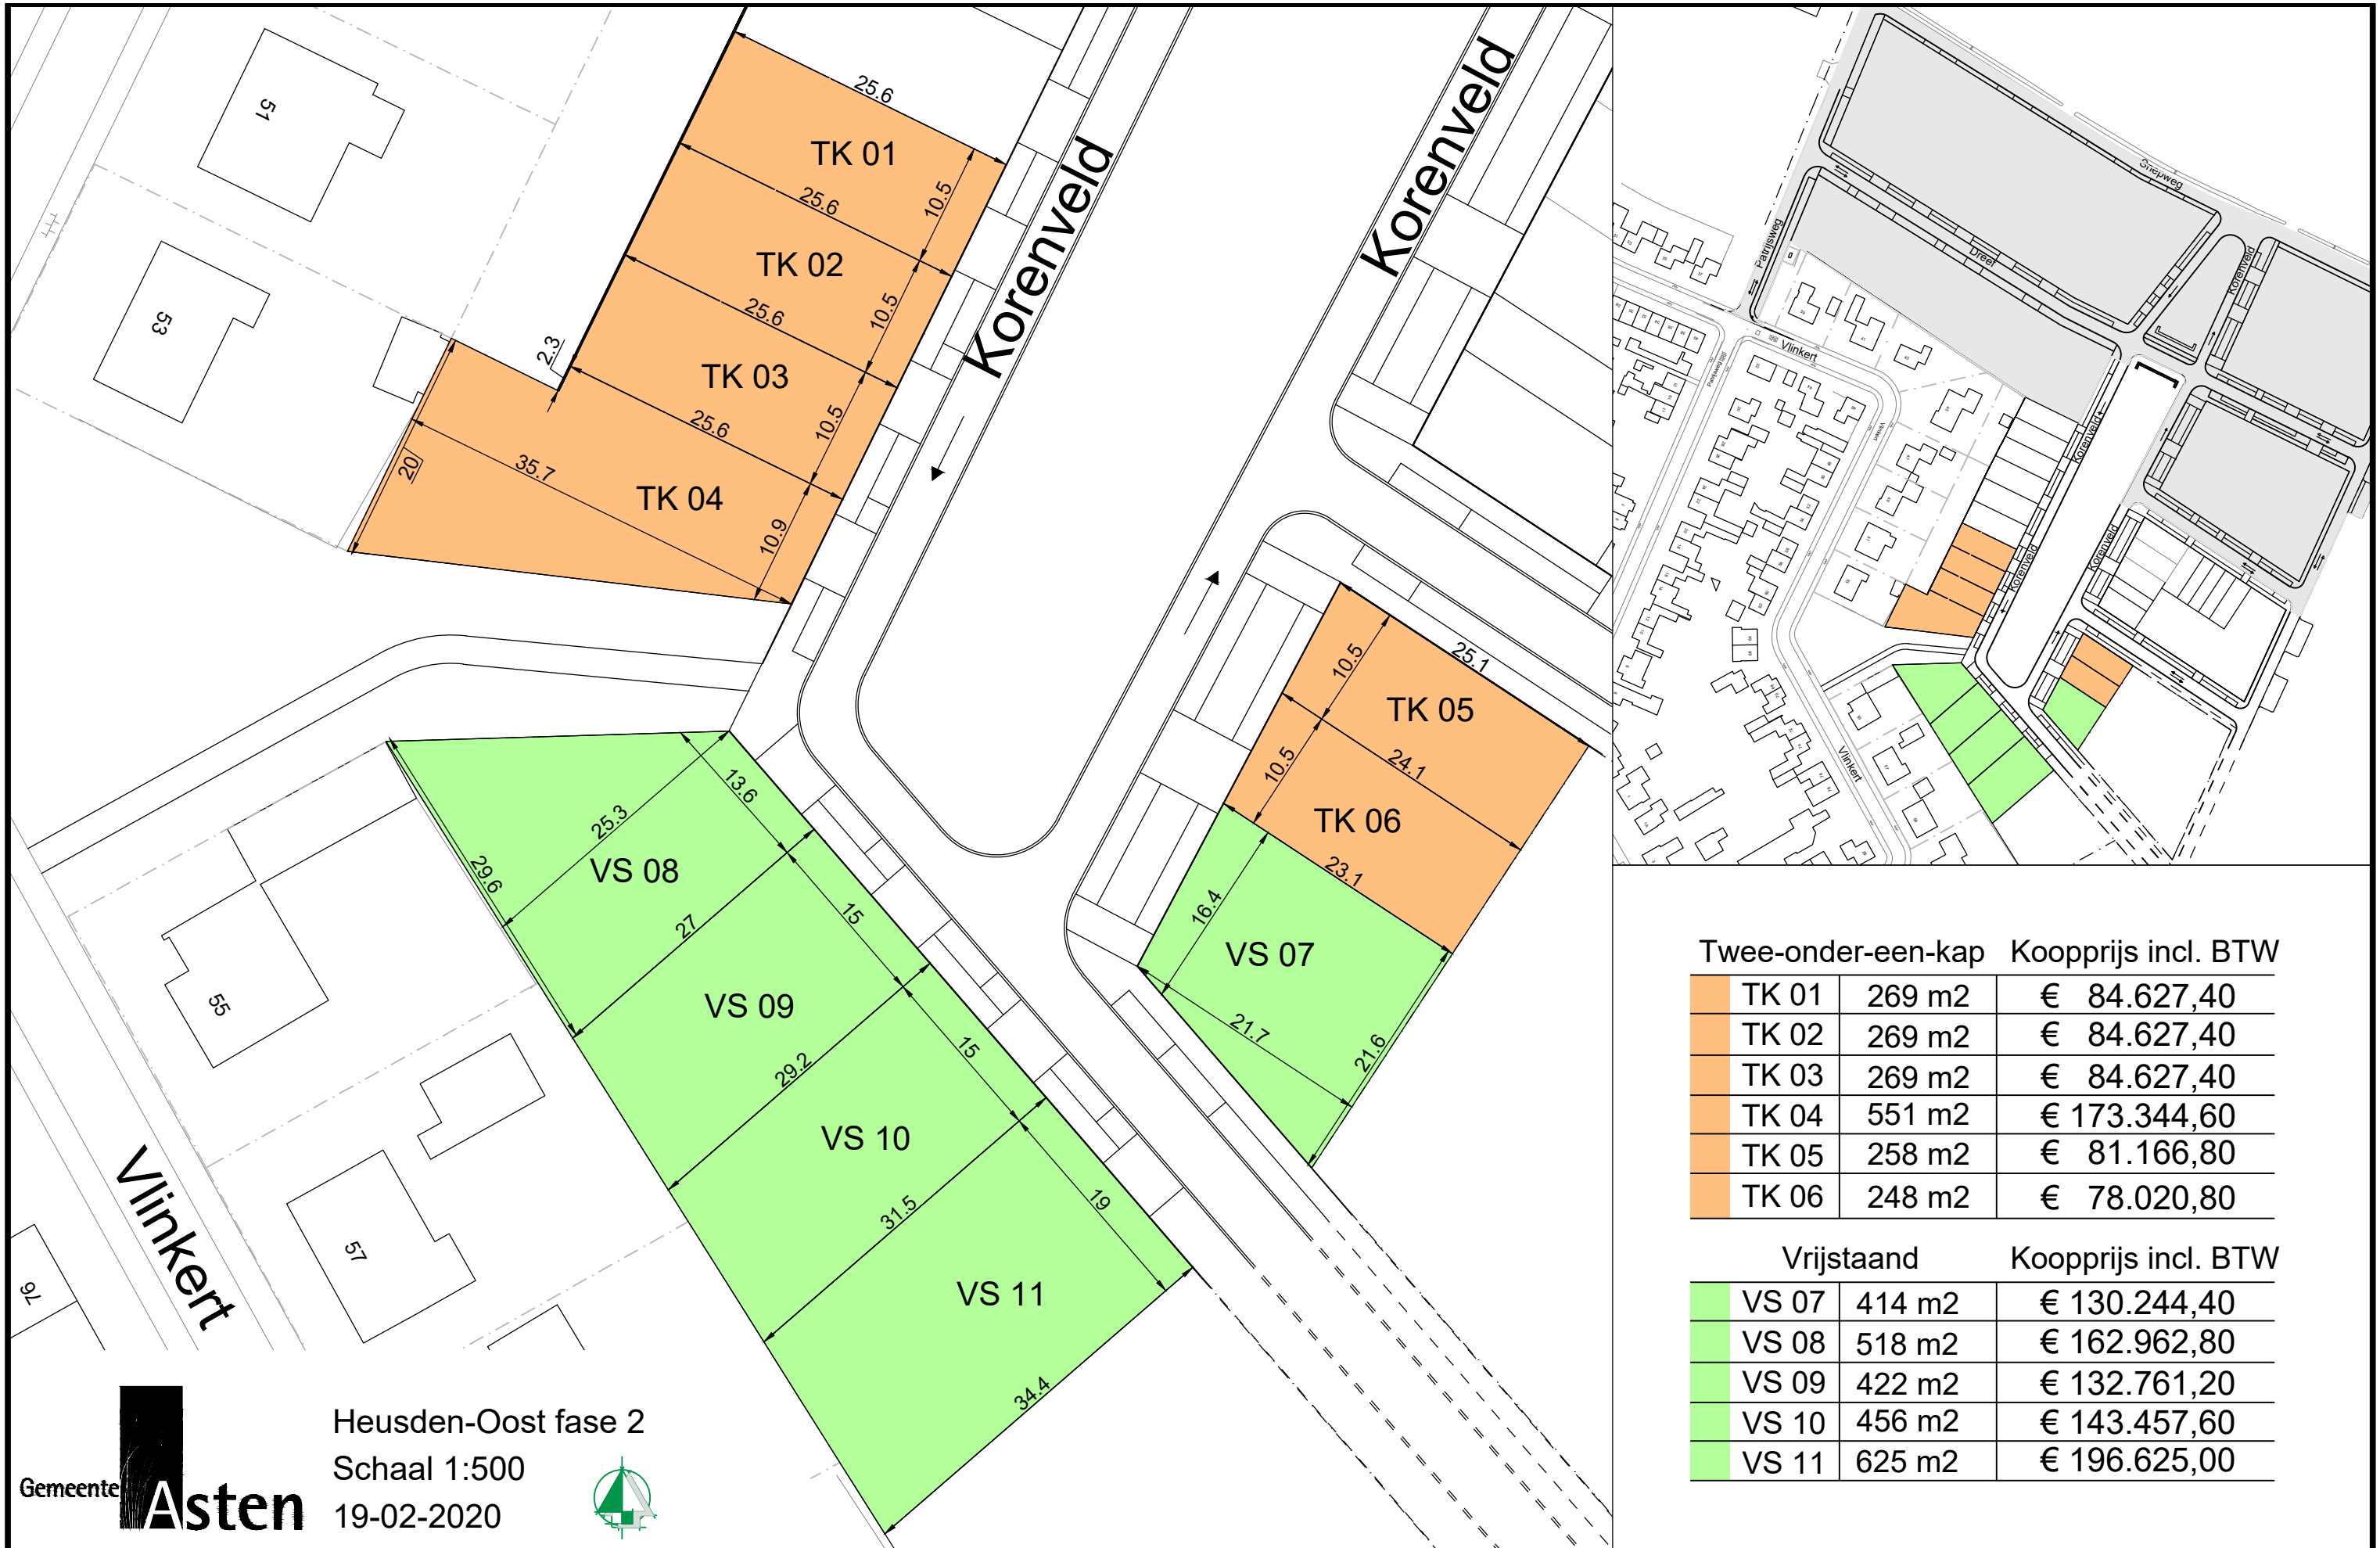 51
53
25.6
TK 01
25.6
10.5
TK 02
25.6
10.5
2.3
TK 03
25.6
10.5
20
35.7
TK 04
10.9
Korenveld
Korenveld
10.5
25.1
TK 05
10.5
24.1
TK 06
23.1
16.4
VS 07
21.7
21.6
13.6
25.3
29.6
VS 08
27
15
VS 09
29.2
15
VS 10
31.5
19
VS 11
34.4
55
57
76
Vlinkert
Gemeente Asten
Heusden-Oost fase 2
Schaal 1:500
19-02-2020
Patrijsweg
Dreef
Korenveld
Vlinkert
Korenveld
Korenveld
Korenveld
Vlinkert
Twee-onder-een-kap Koopprijs incl. BTW
TK 01 269 m2 € 84.627,40
TK 02 269 m2 € 84.627,40
TK 03 269 m2 € 84.627,40
TK 04 551 m2 € 173.344,60
TK 05 258 m2 € 81.166,80
TK 06 248 m2 € 78.020,80
Vrijstaand Koopprijs incl. BTW
VS 07 414 m2 € 130.244,40
VS 08 518 m2 € 162.962,80
VS 09 422 m2 € 132.761,20
VS 10 456 m2 € 143.457,60
VS 11 625 m2 € 196.625,00